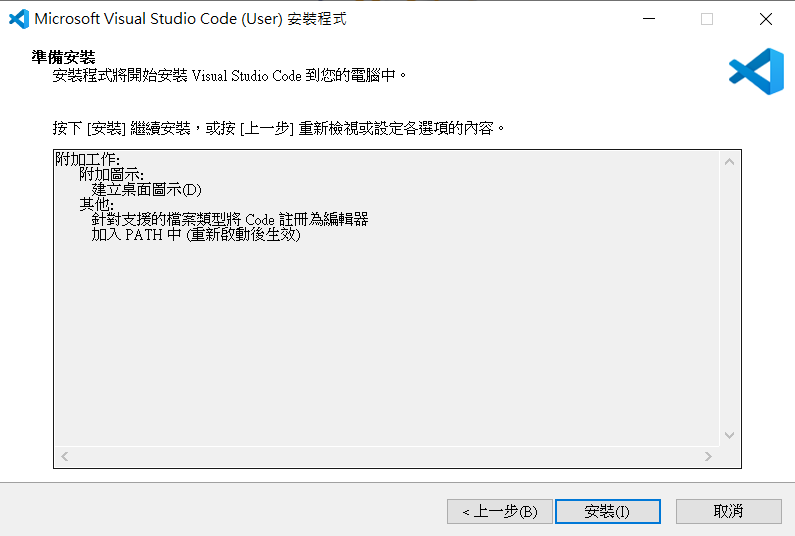 Microsoft Visual Studio Code (User) 安裝程式
準備安裝
安裝程式將開始安裝 Visual Studio Code 到您的電腦中。
按下 [安裝] 繼續安裝，或按 [上一步] 重新檢視或設定各選項的內容。
附加工作:
附加圖示:
建立桌面圖示(D)
其他:
針對支援的檔案類型將 Code 註冊為編輯器
加入 PATH 中 (重新啟動後生效)
< 上一步(B)
安裝(I)
取消